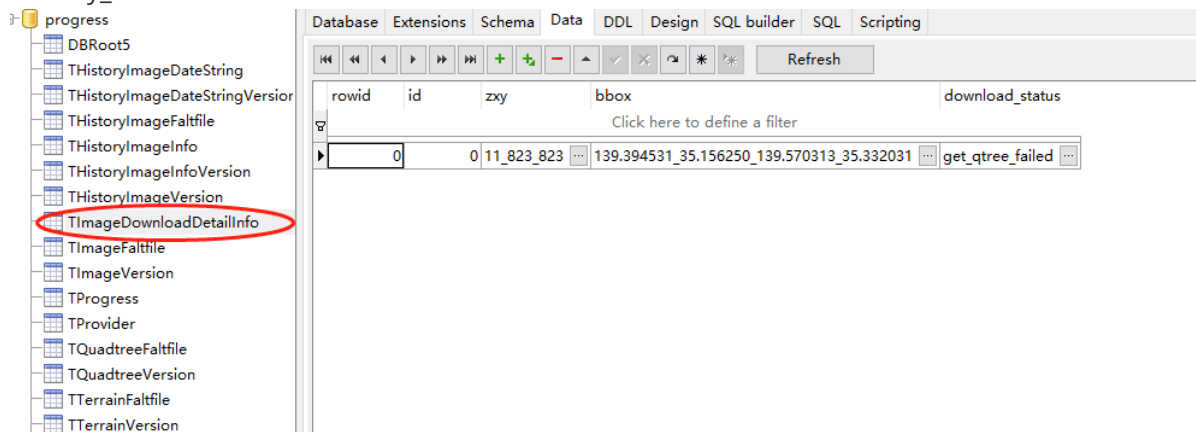 progress
DBRoot5
THistoryImageDateString
THistoryImageDateStringVersior
THistoryImageFaltfile
THistoryImageInfo
THistoryImageInfoVersion
THistoryImageVersion
TImageDownloadDetailInfo
TImageFaltfile
TImageVersion
TProgress
TProvider
TQuadtreeFaltfile
TQuadtreeVersion
TTerrainFaltfile
TTerrainVersion
Database Extensions Schema Data DDL Design SQL builder SQL Scripting
Refresh
rowid id zxy bbox download_status
Click here to define a filter
0 0 11_823_823 ... 139.394531_35.156250_139.570313_35.332031 ... get_qtree_failed ...